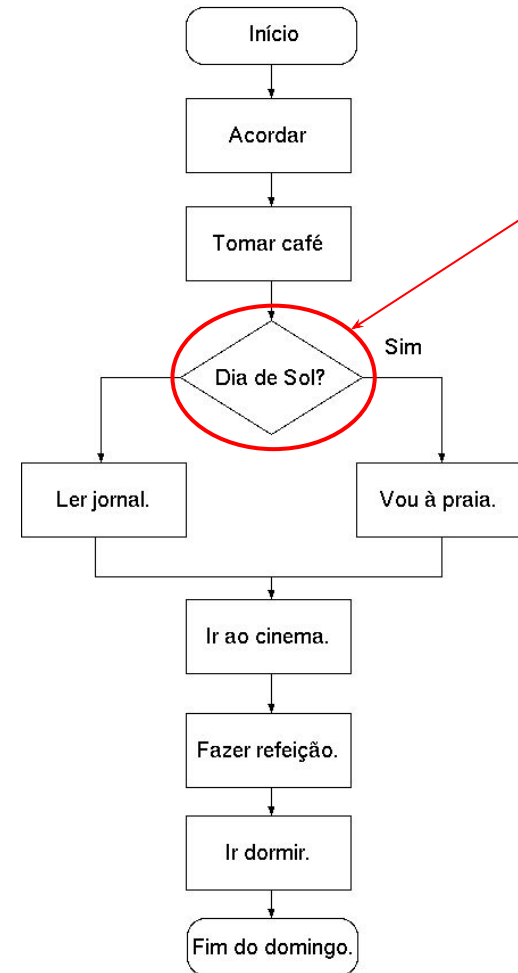 Início
Acordar
Tomar café
Sim
Dia de Sol?
Ler jornal.
Vou à praia.
Ir ao cinema.
Fazer refeição.
Ir dormir.
Fim do domingo.